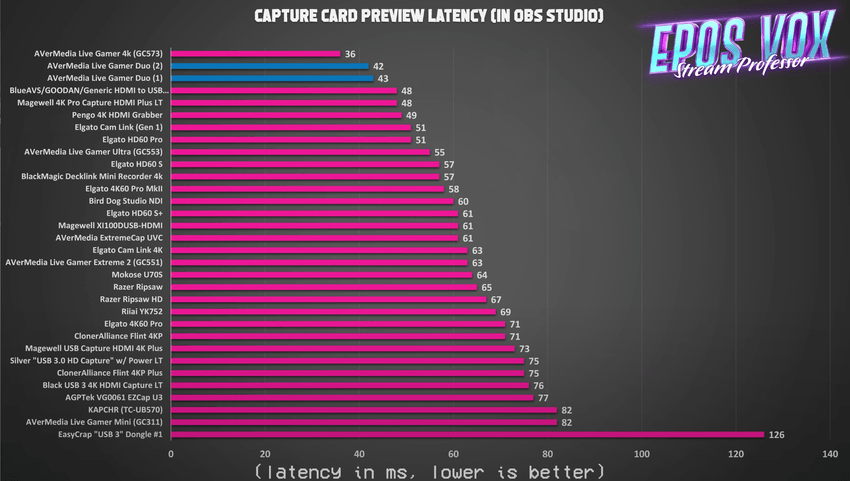 CAPTURE CARD PREVIEW LATENCY (IN OBS STUDIO)
EPOS VOX
Stream Professor
AVerMedia Live Gamer 4k (GC573) 36
AVerMedia Live Gamer Duo (2) 42
AVerMedia Live Gamer Duo (1) 43
BlueAVS/GOODAN/Generic HDMI to USB... 48
Magewell 4K Pro Capture HDMI Plus LT 48
Pengo 4K HDMI Grabber 49
Elgato Cam Link (Gen 1) 51
Elgato HD60 Pro 51
AVerMedia Live Gamer Ultra (GC553) 55
Elgato HD60 S 57
BlackMagic Decklink Mini Recorder 4k 57
Elgato 4K60 Pro MkII 58
Bird Dog Studio NDI 60
Elgato HD60 S+ 61
Magewell XI100DUSB-HDMI 61
AVerMedia ExtremeCap UVC 61
Elgato Cam Link 4K 63
AVerMedia Live Gamer Extreme 2 (GC551) 63
Mokose U70S 64
Razer Ripsaw 65
Razer Ripsaw HD 67
Riiai YK752 69
Elgato 4K60 Pro 71
ClonerAlliance Flint 4KP 71
Magewell USB Capture HDMI 4K Plus 73
Silver "USB 3.0 HD Capture" w/ Power LT 75
ClonerAlliance Flint 4KP Plus 75
Black USB 3 4K HDMI Capture LT 76
AGPTek VG0061 EZCap U3 77
KAPCHR (TC-UB570) 82
AVerMedia Live Gamer Mini (GC311) 82
EasyCrap "USB 3" Dongle #1 126
0 20 40 60 80 100 120 140
(latency in ms, lower is better)